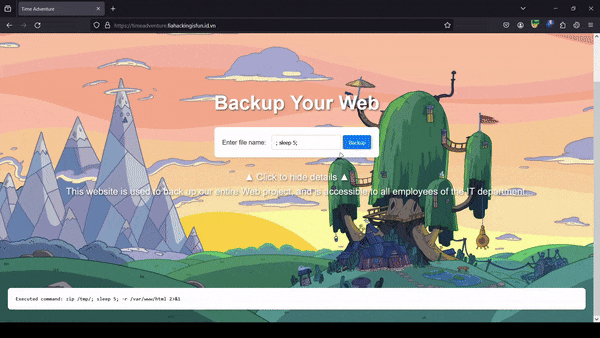 Time Adventure
https://timeadventure.fiahackingisfun.id.vn
Backup Your Web
Enter file name:
; sleep 5;
Backup
▲ Click to hide details ▲
This website is used to back up our entire Web project, and is accessible to all employees of the IT department.
Executed command: zip /tmp/; sleep 5; -r /var/www/html 2>&1